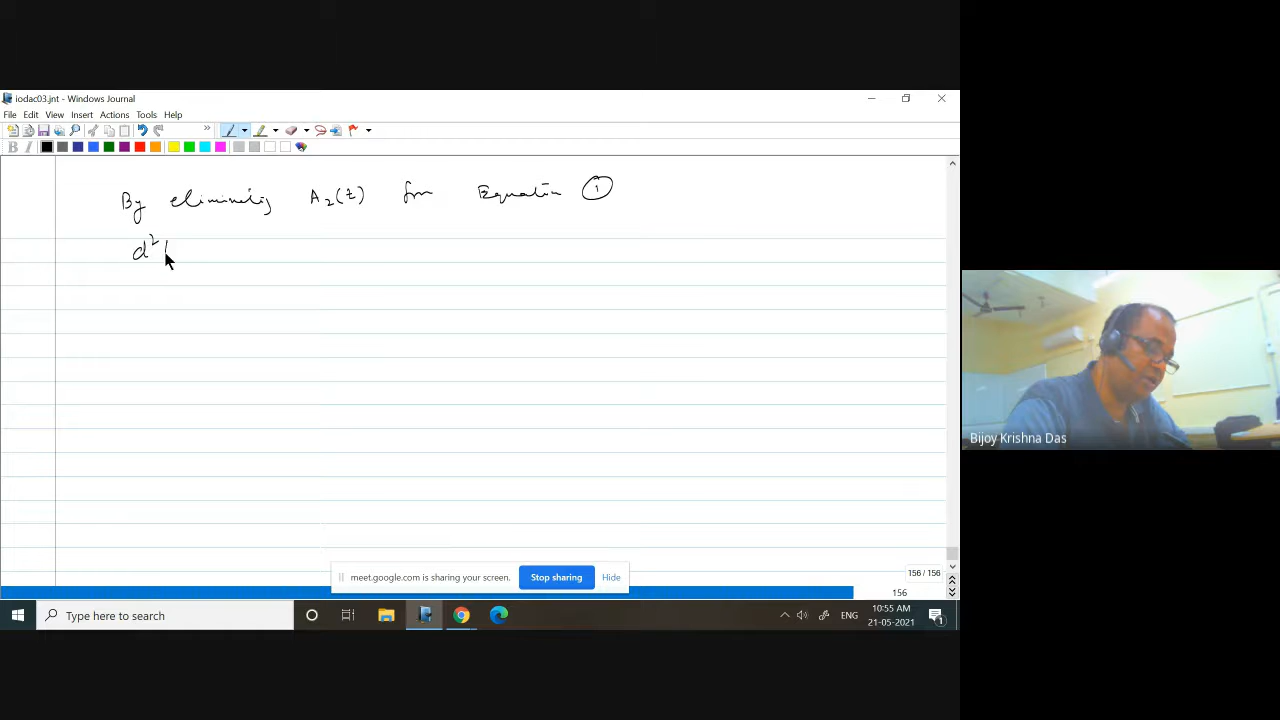 iodac03.jnt - Windows Journal
File Edit View Insert Actions Tools Help
By eliminating A₂(z) from Equation ①
d²
Bijoy Krishna Das
meet.google.com is sharing your screen. Stop sharing Hide
156 / 156
156
Type here to search
ENG
10:55 AM
21-05-2021
1